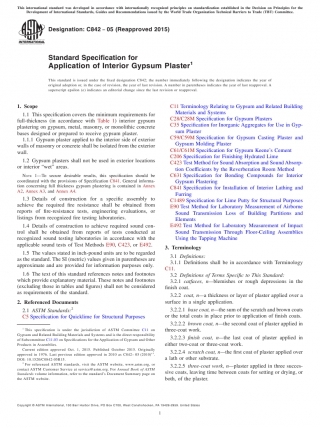 This international standard was developed in accordance with internationally recognized principles on standardization established in the Decision on Principles for the
Development of International Standards, Guides and Recommendations issued by the World Trade Organization Technical Barriers to Trade (TBT) Committee.
Designation: C842 – 05 (Reapproved 2015)
INTERNATIONAL
Standard Specification for
Application of Interior Gypsum Plaster1
This standard is issued under the fixed designation C842; the number immediately following the designation indicates the year of
original adoption or, in the case of revision, the year of last revision. A number in parentheses indicates the year of last reapproval. A
superscript epsilon (ε) indicates an editorial change since the last revision or reapproval.
1. Scope
1.1 This specification covers the minimum requirements for
full-thickness (in accordance with Table 1) interior gypsum
plastering on gypsum, metal, masonry, or monolithic concrete
bases designed or prepared to receive gypsum plaster.
1.1.1 Gypsum plaster applied to the interior side of exterior
walls of masonry or concrete shall be isolated from the exterior
wall.
1.2 Gypsum plasters shall not be used in exterior locations
or interior "wet" areas.
NOTE 1—To secure desirable results, this specification should be
coordinated with the provisions of Specification C841. General informa-
tion concerning full thickness gypsum plastering is contained in Annex
A2, Annex A3, and Annex A4.
1.3 Details of construction for a specific assembly to
achieve the required fire resistance shall be obtained from
reports of fire-resistance tests, engineering evaluations, or
listings from recognized fire testing laboratories.
1.4 Details of construction to achieve required sound con-
trol shall be obtained from reports of tests conducted at
recognized sound testing laboratories in accordance with the
applicable sound tests of Test Methods E90, C423, or E492.
1.5 The values stated in inch-pound units are to be regarded
as standard. The SI (metric) values given in parentheses are
approximate and are provided for information purposes only.
1.6 The text of this standard references notes and footnotes
which provide explanatory material. These notes and footnotes
(excluding those in tables and figures) shall not be considered
as requirements of the standard.
2. Referenced Documents
2.1 ASTM Standards:2
C5 Specification for Quicklime for Structural Purposes
1 This specification is under the jurisdiction of ASTM Committee C11 on
Gypsum and Related Building Materials and Systems and is the direct responsibility
of Subcommittee C11.03 on Specifications for the Application of Gypsum and Other
Products in Assemblies.
Current edition approved Oct. 1, 2015. Published October 2015. Originally
approved in 1976. Last previous edition approved in
DOI: 10.1520/C0842-05R15.
2 For referenced ASTM standards, visit the ASTM website, www.astm.org, or
contact ASTM Customer Service at service@astm.org. For Annual Book of ASTM
Standards volume information, refer to the standard's Document Summary page on
the ASTM website.
C11 Terminology Relating to Gypsum and Related Building
Materials and Systems
C28/C28M Specification for Gypsum Plasters
C35 Specification for Inorganic Aggregates for Use in Gyp-
sum Plaster
C59/C59M Specification for Gypsum Casting Plaster and
Gypsum Molding Plaster
C61/C61M Specification for Gypsum Keene's Cement
C206 Specification for Finishing Hydrated Lime
C423 Test Method for Sound Absorption and Sound Absorp-
tion Coefficients by the Reverberation Room Method
C631 Specification for Bonding Compounds for Interior
Gypsum Plastering
C841 Specification for Installation of Interior Lathing and
Furring
C1489 Specification for Lime Putty for Structural Purposes
E90 Test Method for Laboratory Measurement of Airborne
Sound Transmission Loss of Building Partitions and
Elements
E492 Test Method for Laboratory Measurement of Impact
Sound Transmission Through Floor-Ceiling Assemblies
Using the Tapping Machine
3. Terminology
3.1 Definitions:
3.1.1 Definitions shall be in accordance with Terminology
C11.
3.2 Definitions of Terms Specific to This Standard:
3.2.1 catfaces, n—blemishes or rough depressions in the
finish coat.
3.2.2 coat, n—a thickness or layer of plaster applied over a
surface in a single application.
3.2.2.1 base coat, n—the sum of the scratch and brown coats
or the total coats in place prior to application of finish coats.
3.2.2.2 brown coat, n—the second coat of plaster applied in
three-coat work.
3.2.2.3 finish coat, n—the last coat of plaster applied in
either two-coat or three-coat work.
3.2.2.4 scratch coat, n—the first coat of plaster applied over
a lath or other substrate.
3.2.2.5 three-coat work, n—plaster applied in three succes-
sive coats, leaving time between coats for setting or drying, or
both, of the plaster.
Copyright © ASTM International, 100 Barr Harbor Drive, PO Box C700, West Conshohocken, PA 19428-2959. United States
1